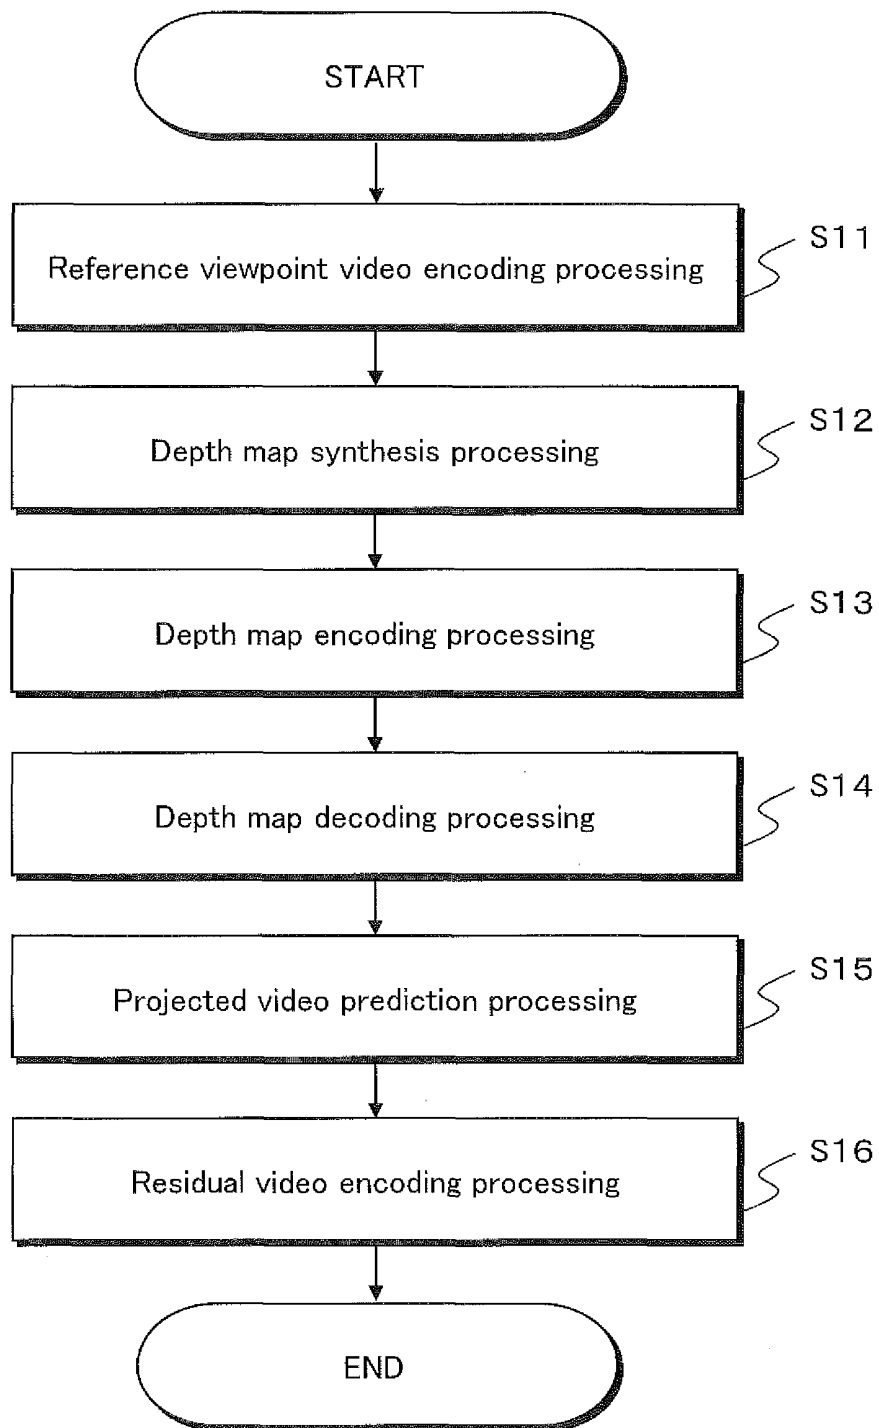 START
Reference viewpoint video encoding processing
S11
Depth map synthesis processing
S12
Depth map encoding processing
S13
Depth map decoding processing
S14
Projected video prediction processing
S15
Residual video encoding processing
S16
END